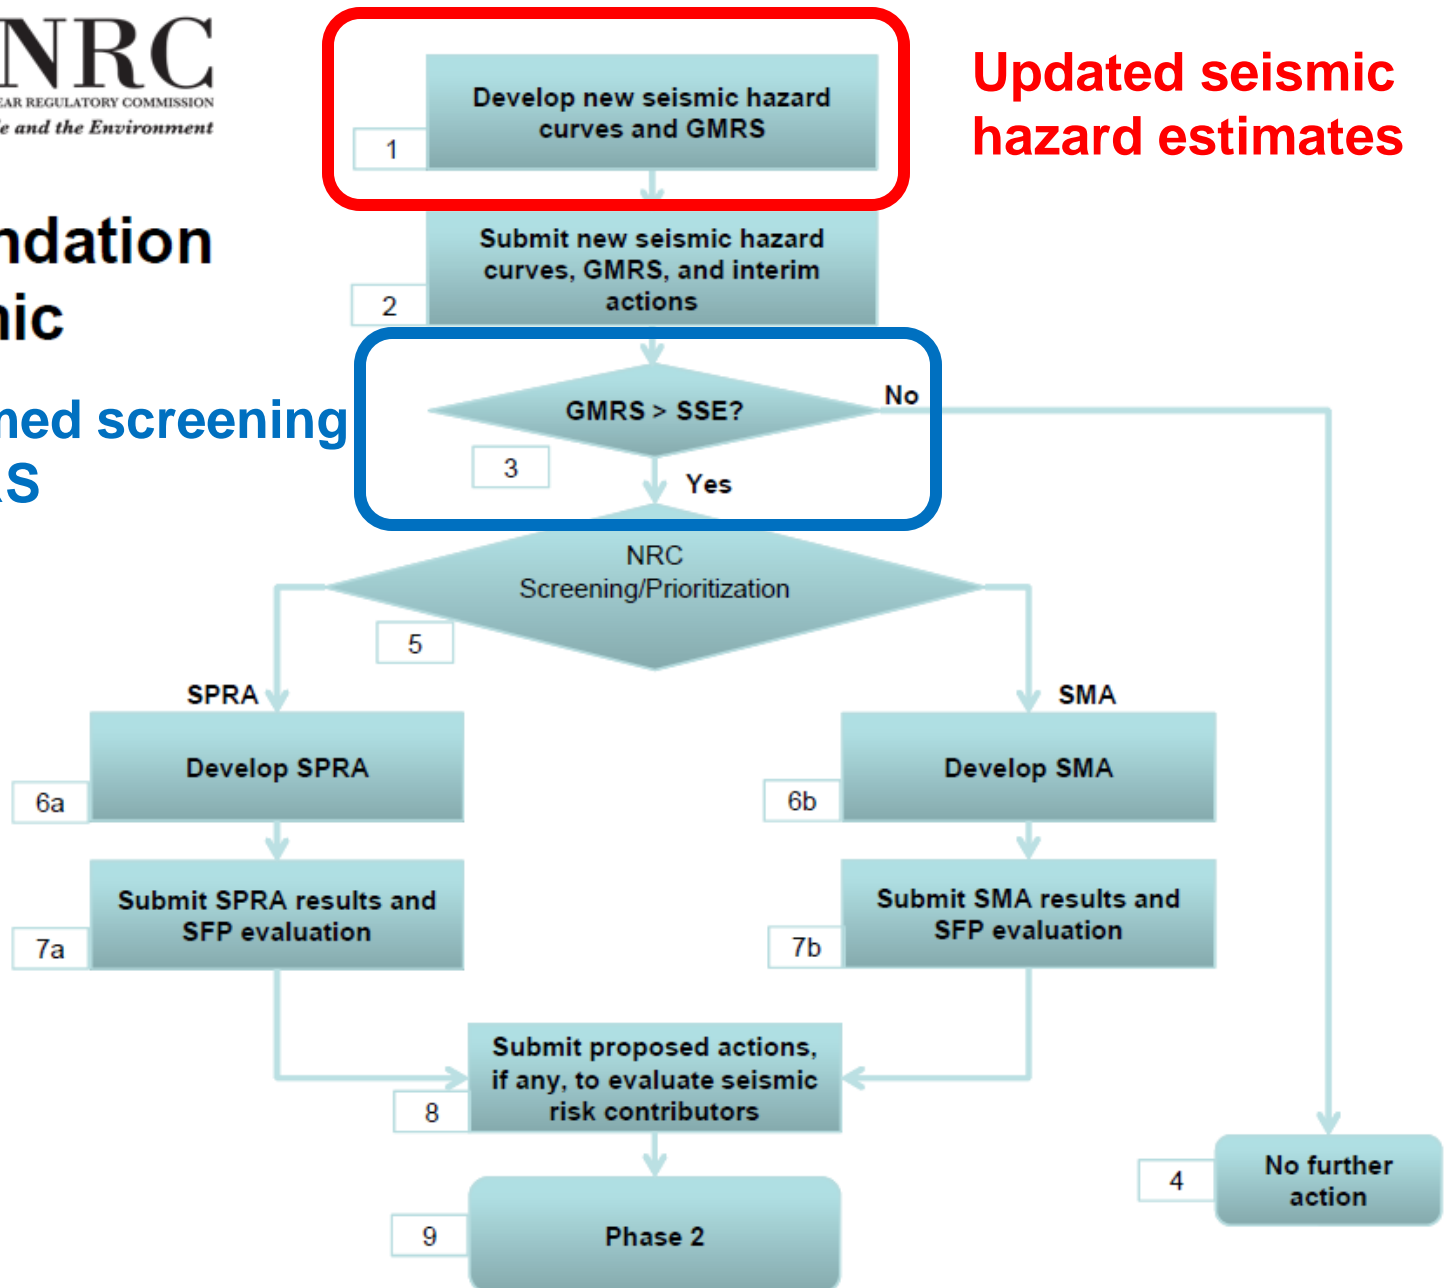 NRC
EAR REGULATORY COMMISSION
e and the Environment
Updated seismic
hazard estimates
Develop new seismic hazard
curves and GMRS
1
ndation
Submit new seismic hazard
curves, GMRS, and interim
actions
2
GMRS > SSE?
No
med screening
3
Yes
NRC
Screening/Prioritization
5
SPRA
SMA
Develop SPRA
6a
Develop SMA
6b
Submit SPRA results and
SFP evaluation
7a
Submit SMA results and
SFP evaluation
7b
Submit proposed actions,
if any, to evaluate seismic
risk contributors
8
No further
action
4
Phase 2
9